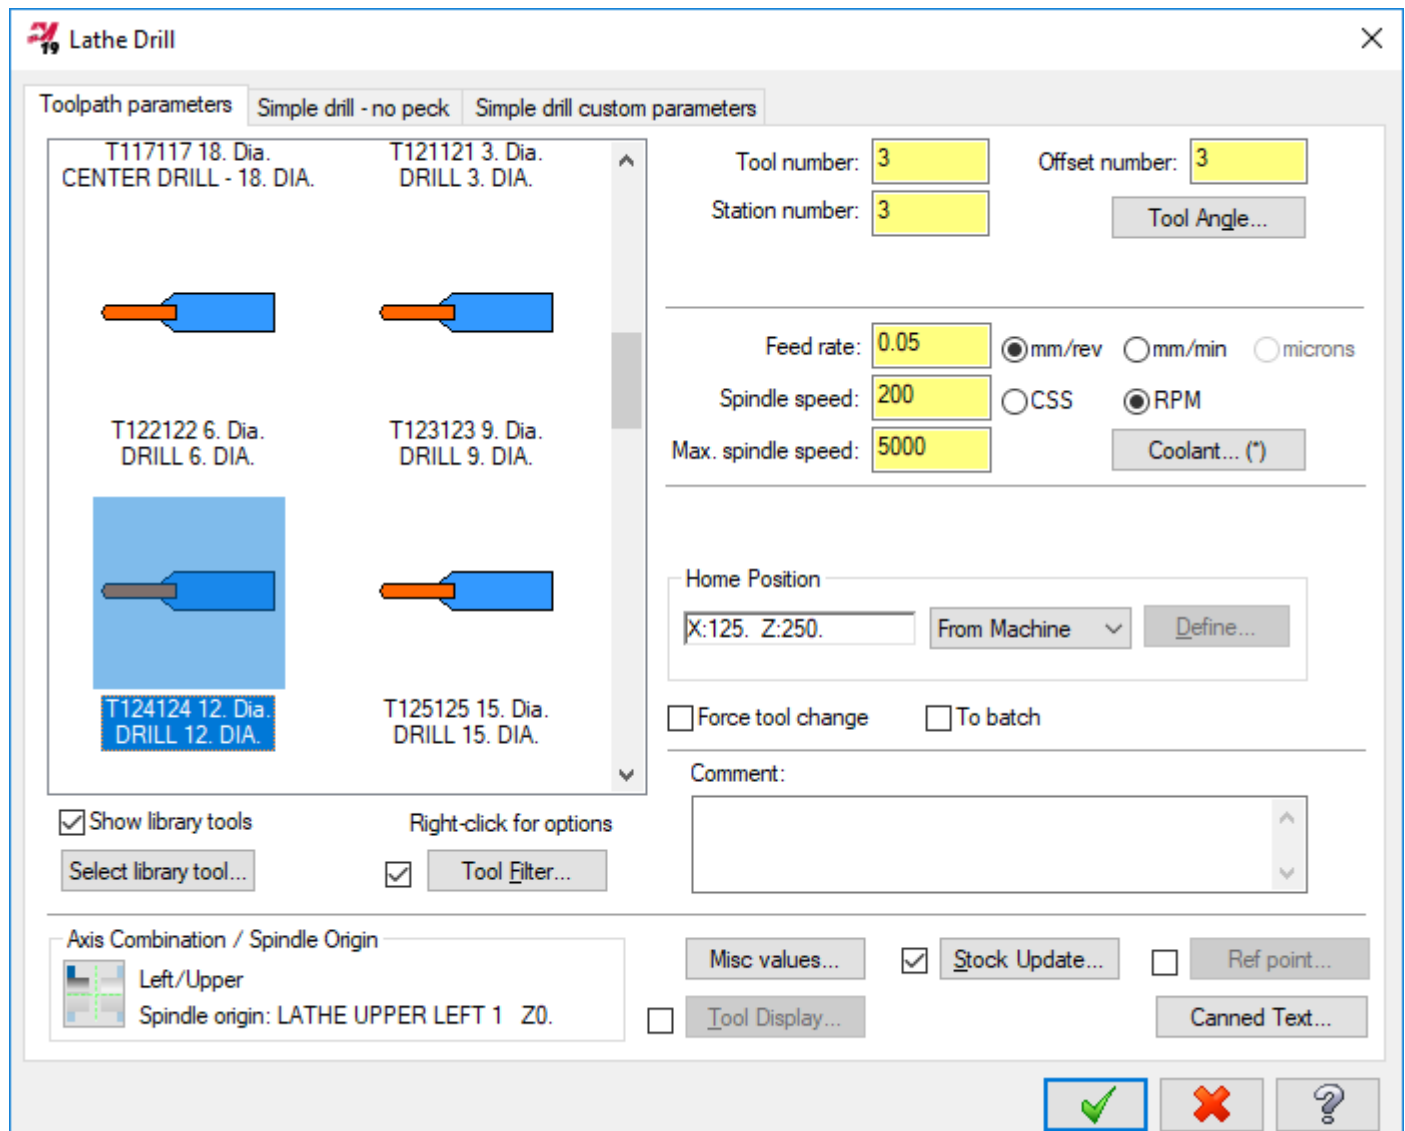 19 Lathe Drill
Toolpath parameters Simple drill - no peck Simple drill custom parameters
T117117 18. Dia.
CENTER DRILL - 18. DIA.
T121121 3. Dia.
DRILL 3. DIA.
T122122 6. Dia.
DRILL 6. DIA.
T123123 9. Dia.
DRILL 9. DIA.
T124124 12. Dia.
DRILL 12. DIA.
T125125 15. Dia.
DRILL 15. DIA.
Show library tools
Right-click for options
Select library tool...
Tool Filter...
Tool number: 3
Offset number: 3
Station number: 3
Tool Angle...
Feed rate: 0.05 mm/rev mm/min microns
Spindle speed: 200 CSS RPM
Max. spindle speed: 5000
Coolant... (*)
Home Position
X:125. Z:250. From Machine Define...
Force tool change To batch
Comment:
Axis Combination / Spindle Origin
Left/Upper
Spindle origin: LATHE UPPER LEFT 1 Z0.
Misc values... Stock Update... Ref point...
Tool Display... Canned Text...